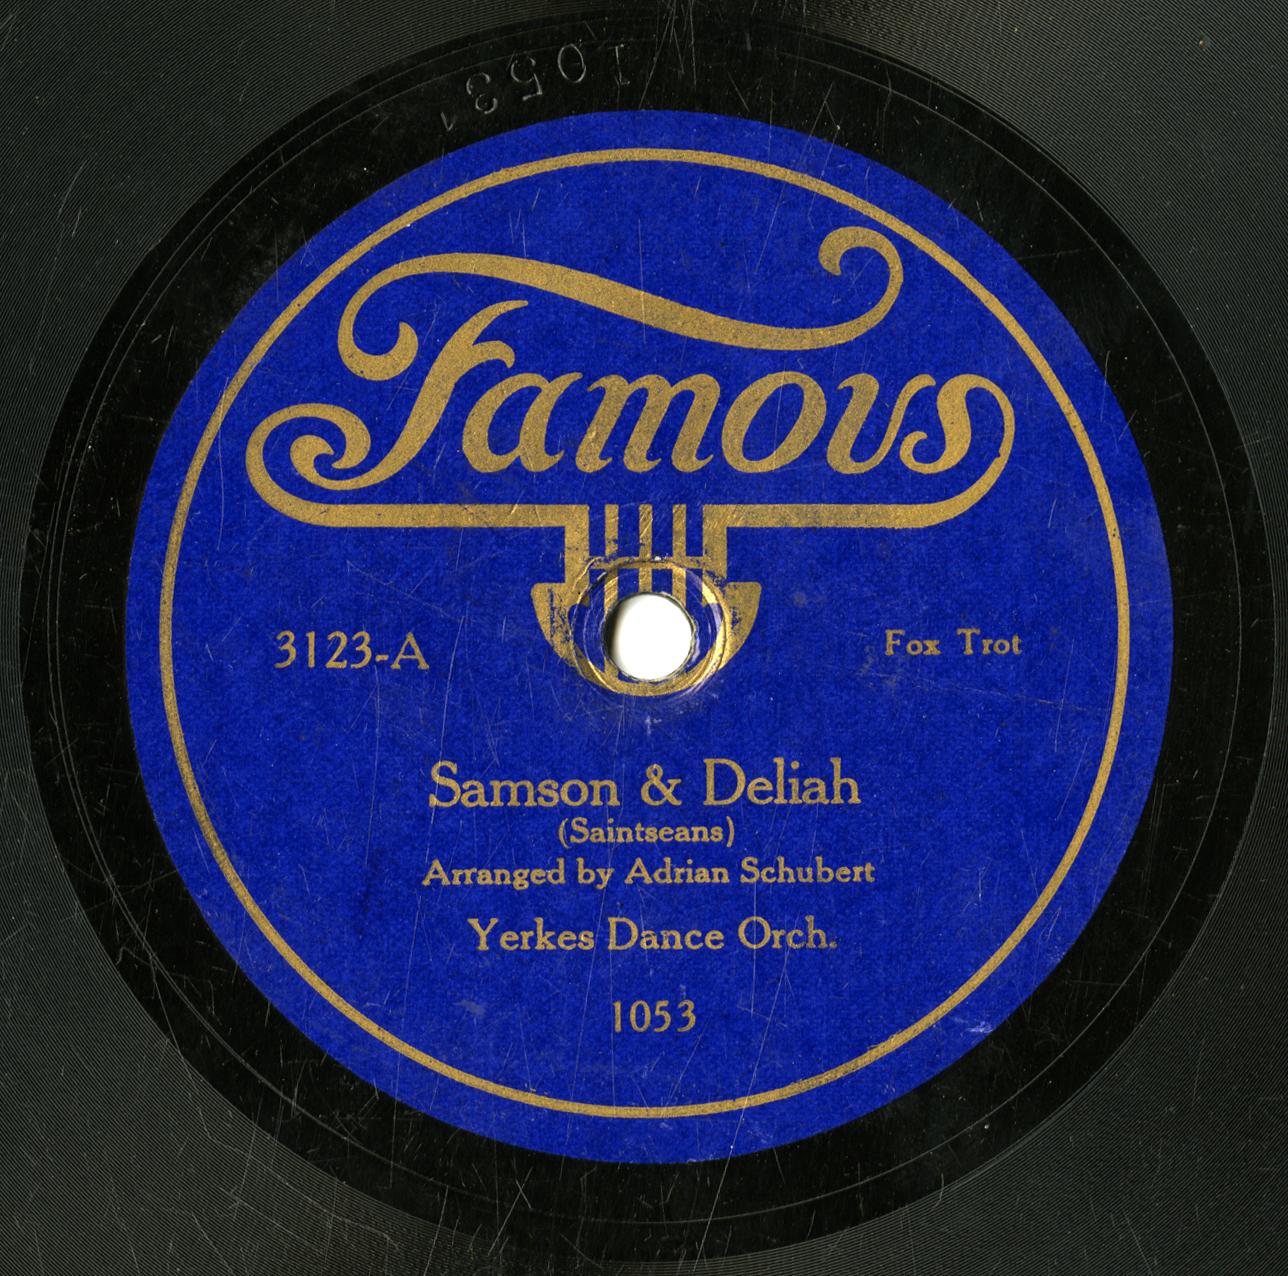 1053
Famous
3123-A
Fox Trot
Samson & Deliah
(Saintseans)
Arranged by Adrian Schubert
Yerkes Dance Orch.
1053